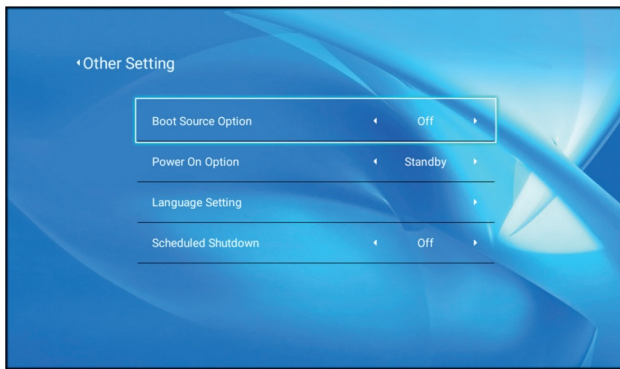 Other Setting
Boot Source Option Off
Power On Option Standby
Language Setting
Scheduled Shutdown Off